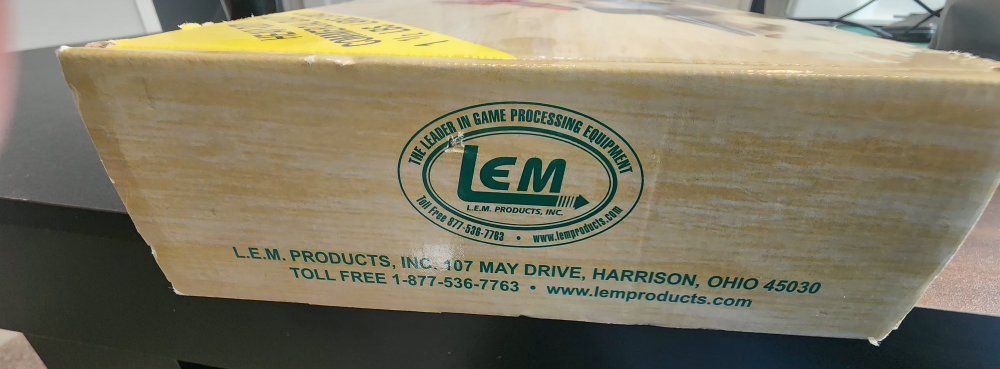 THE LEADER IN GAME PROCESSING EQUIPMENT
LEM
L.E.M. PRODUCTS, INC.
Toll Free 877-536-7763 • www.lemproducts.com
L.E.M. PRODUCTS, INC. 107 MAY DRIVE, HARRISON, OHIO 45030
TOLL FREE 1-877-536-7763 • www.lemproducts.com